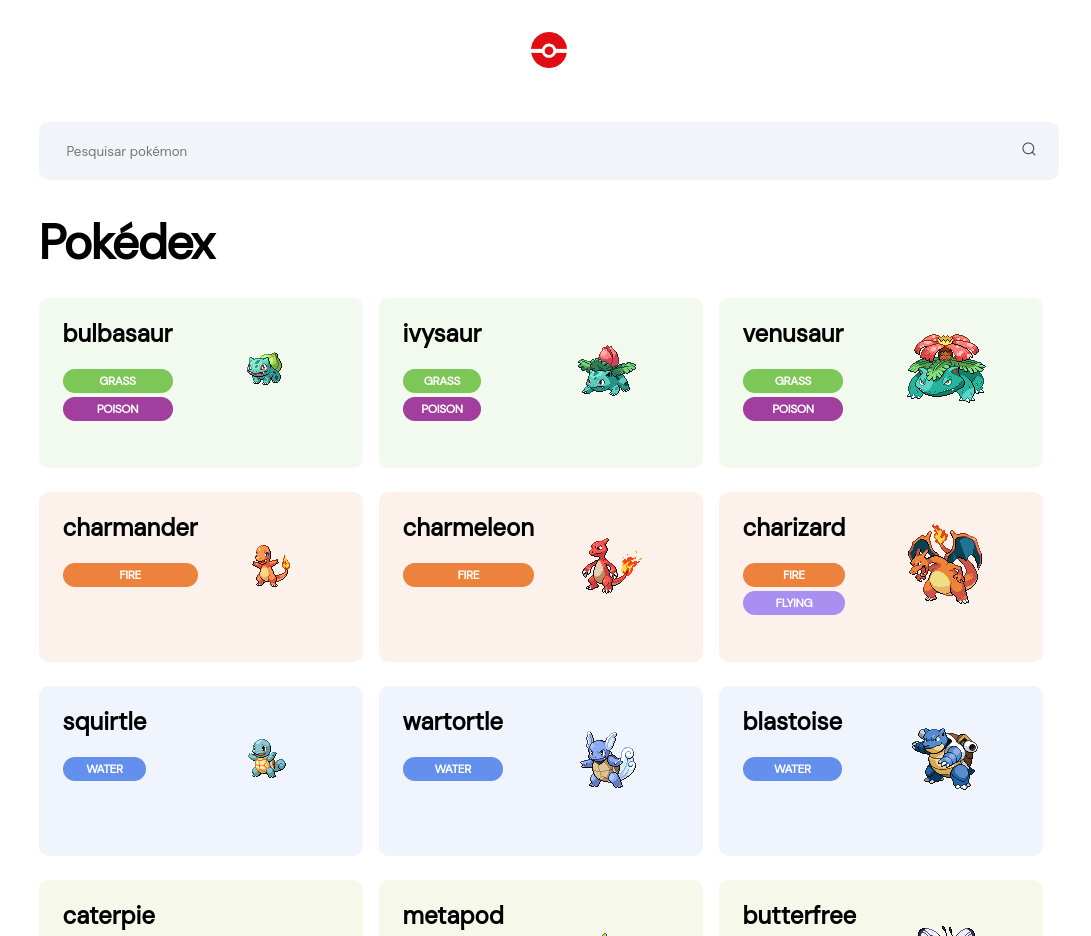 Pesquisar pokémon
Pokédex
bulbasaur
GRASS
POISON
ivysaur
GRASS
POISON
venusaur
GRASS
POISON
charmander
FIRE
charmeleon
FIRE
charizard
FIRE
FLYING
squirtle
WATER
wartortle
WATER
blastoise
WATER
caterpie
metapod
butterfree